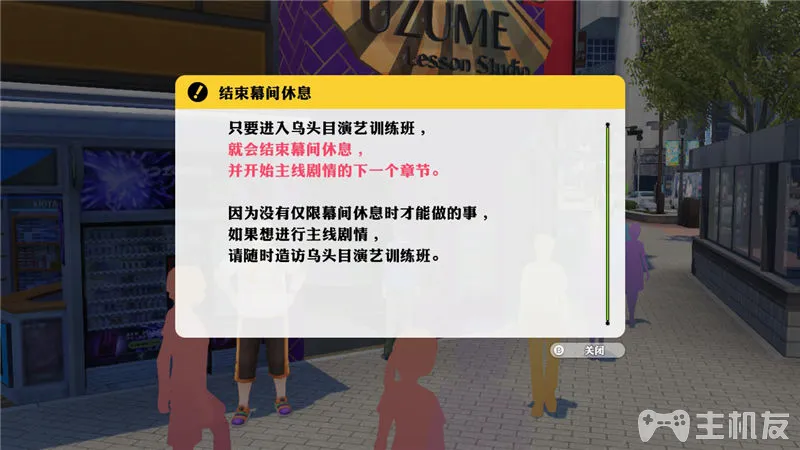 UZUME
Lesson Studio
结束幕间休息
只要进入乌头目演艺训练班，
就会结束幕间休息，
并开始主线剧情的下一个章节。
因为没有仅限幕间休息时才能做的事，
如果想进行主线剧情，
请随时造访乌头目演艺训练班。
B 关闭
主机友